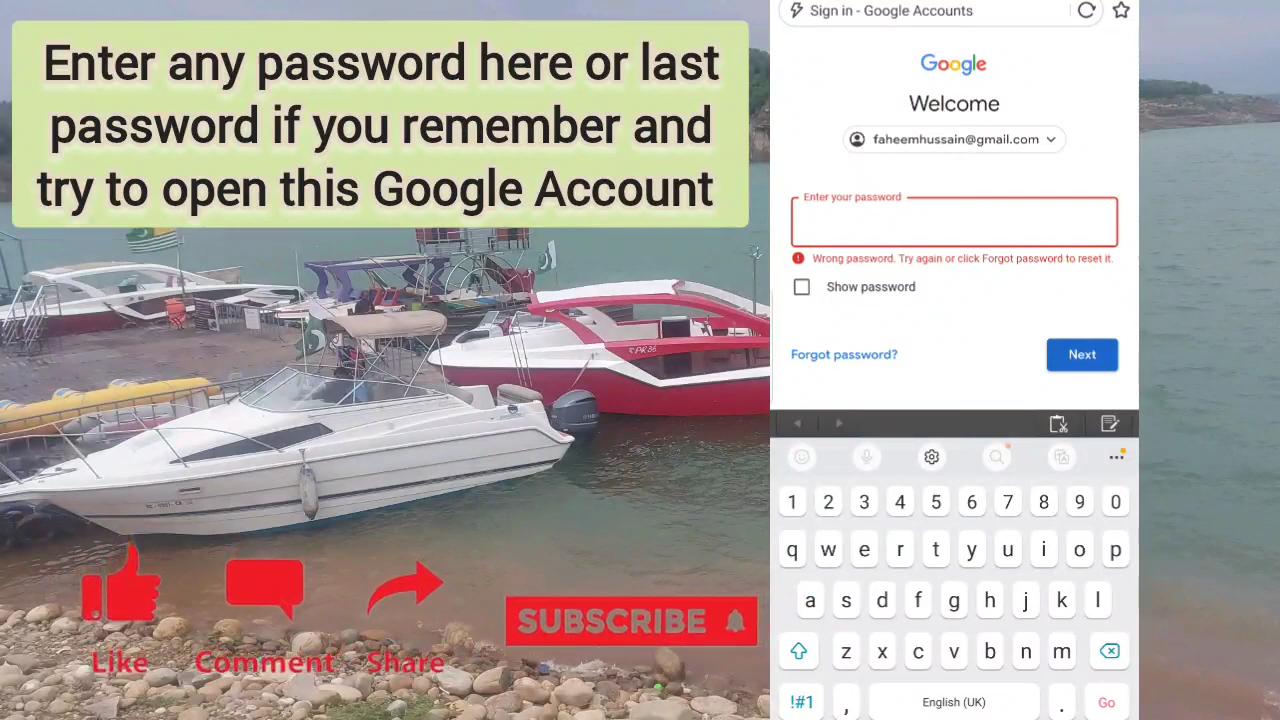 Enter any password here or last
password if you remember and
try to open this Google Account
Like
Comment
Share
SUBSCRIBE
PR36
Sign in - Google Accounts
Google
Welcome
faheemhussain@gmail.com
Enter your password
Wrong password. Try again or click Forgot password to reset it.
Show password
Forgot password?
Next
1 2 3 4 5 6 7 8 9 0
q w e r t y u i o p
a s d f g h j k l
z x c v b n m
!#1 , English (UK) . Go